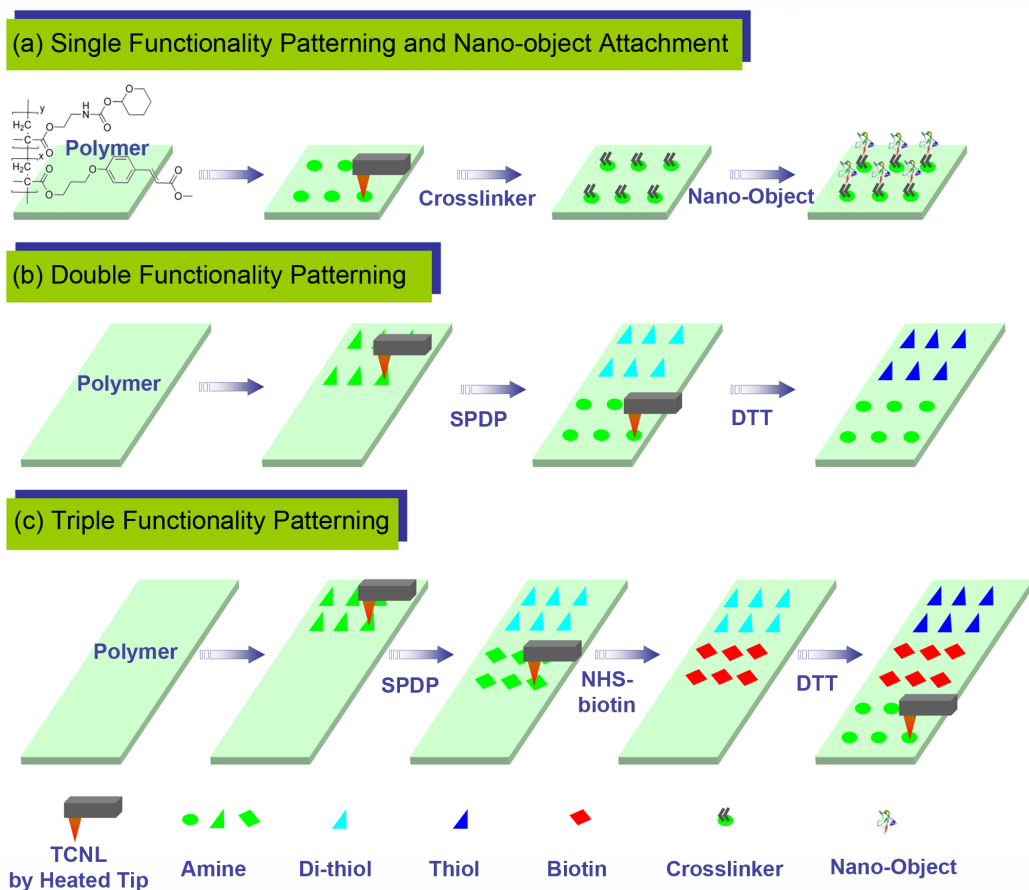 (a) Single Functionality Patterning and Nano-object Attachment
y
O
O
NH
O
O
H2C
O
C
O
x
H2C
O
C
O
O
O
O
Polymer
Crosslinker
Nano-Object
(b) Double Functionality Patterning
Polymer
SPDP
DTT
(c) Triple Functionality Patterning
Polymer
SPDP
NHS-
biotin
DTT
TCNL
by Heated Tip
Amine
Di-thiol
Thiol
Biotin
Crosslinker
Nano-Object